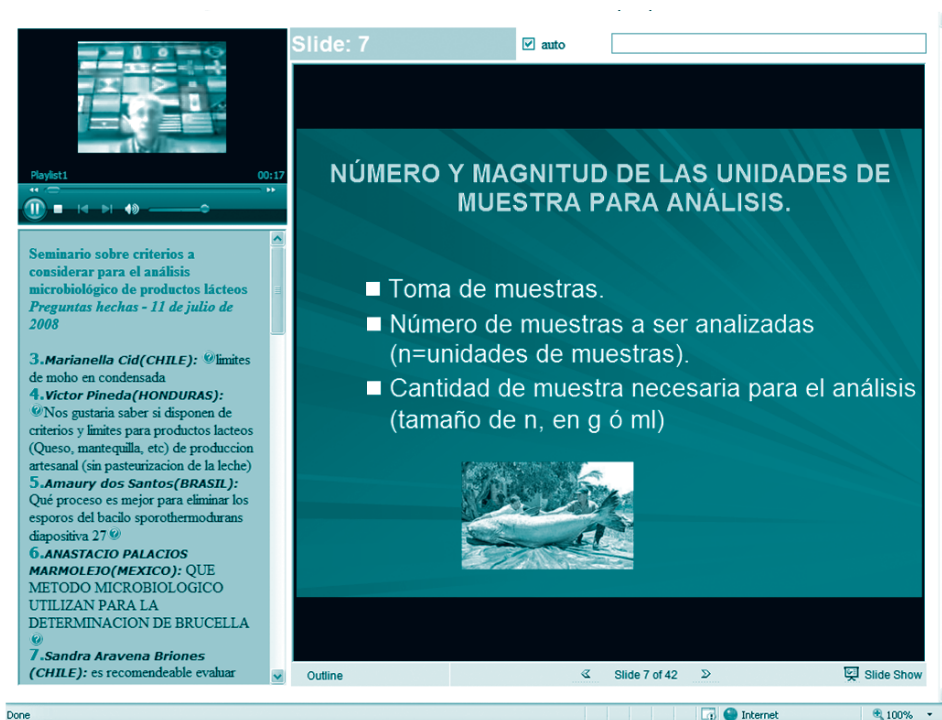 Slide: 7
auto
Playlist1
00:17
Seminario sobre criterios a
considerar para el análisis
microbiológico de productos lácteos
Preguntas hechas - 11 de julio de
2008
3.Marianella Cid(CHILE): limites
de moho en condensada
4.Victor Pineda(HONDURAS):
Nos gustaria saber si disponen de
criterios y limites para productos lacteos
(Queso, mantequilla, etc) de produccion
artesanal (sin pasteurizacion de la leche)
5.Amaury dos Santos(BRASIL):
Qué proceso es mejor para eliminar los
esporos del bacilo sporothermodurans
diapositiva 27
6.ANASTACIO PALACIOS
MARMOLEJO(MEXICO): QUE
METODO MICROBIOLOGICO
UTILIZAN PARA LA
DETERMINACION DE BRUCELLA
7.Sandra Aravena Briones
(CHILE): es recomendeable evaluar
NÚMERO Y MAGNITUD DE LAS UNIDADES DE
MUESTRA PARA ANÁLISIS.
Toma de muestras.
Número de muestras a ser analizadas
(n=unidades de muestras).
Cantidad de muestra necesaria para el análisis
(tamaño de n, en g ó ml)
Outline
Slide 7 of 42
Slide Show
Done
Internet
100%